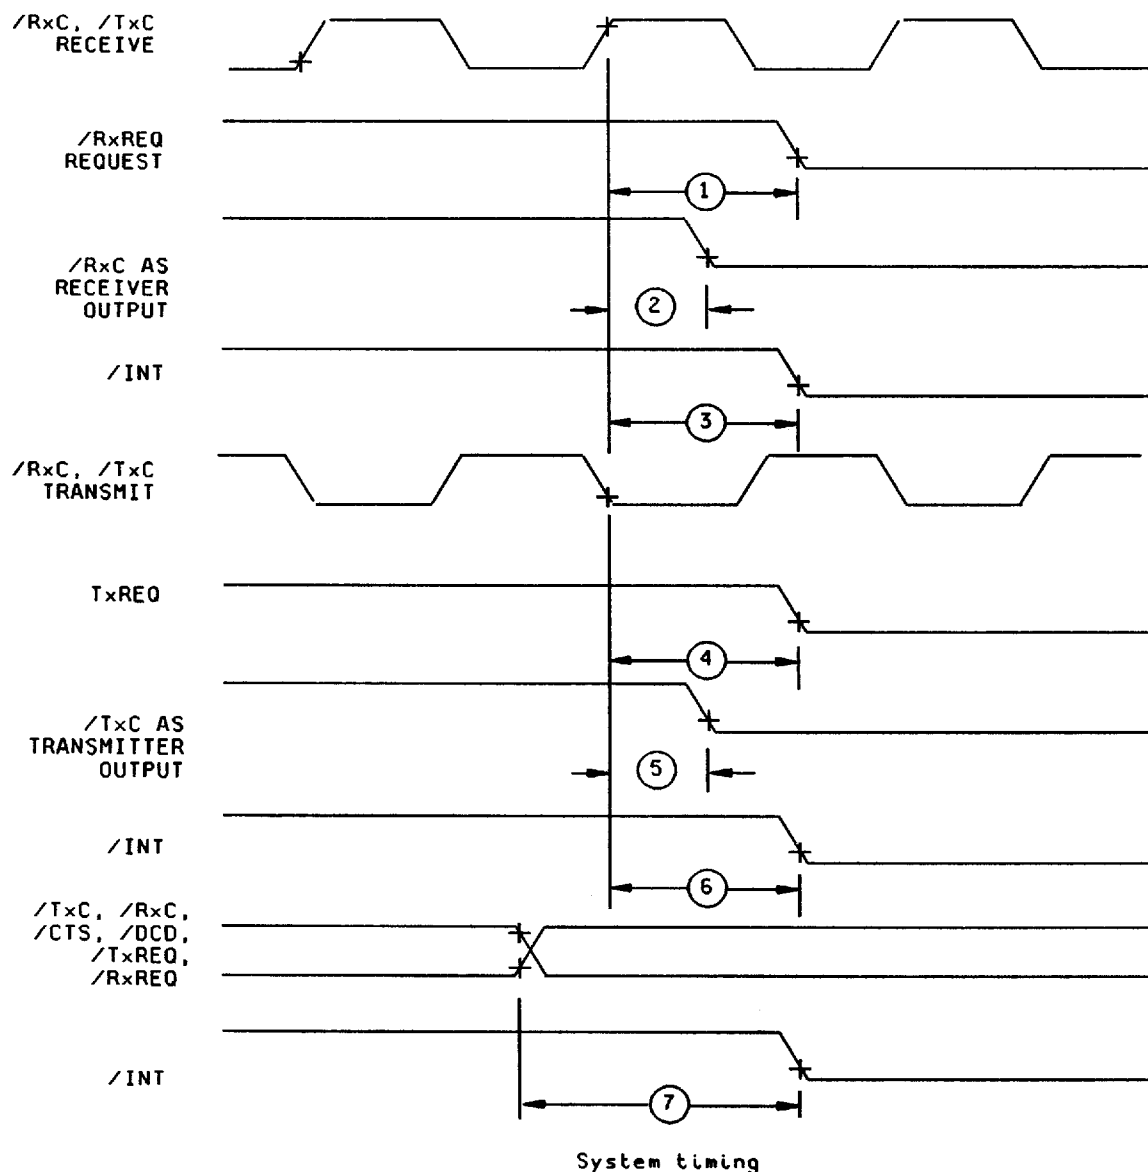 /RxC, /TxC
RECEIVE
/RxREQ
REQUEST
1
/RxC AS
RECEIVER
OUTPUT
2
/INT
3
/RxC, /TxC
TRANSMIT
TxREQ
4
/TxC AS
TRANSMITTER
OUTPUT
5
/INT
6
/TxC, /RxC,
/CTS, /DCD,
/TxREQ,
/RxREQ
/INT
7
System timing